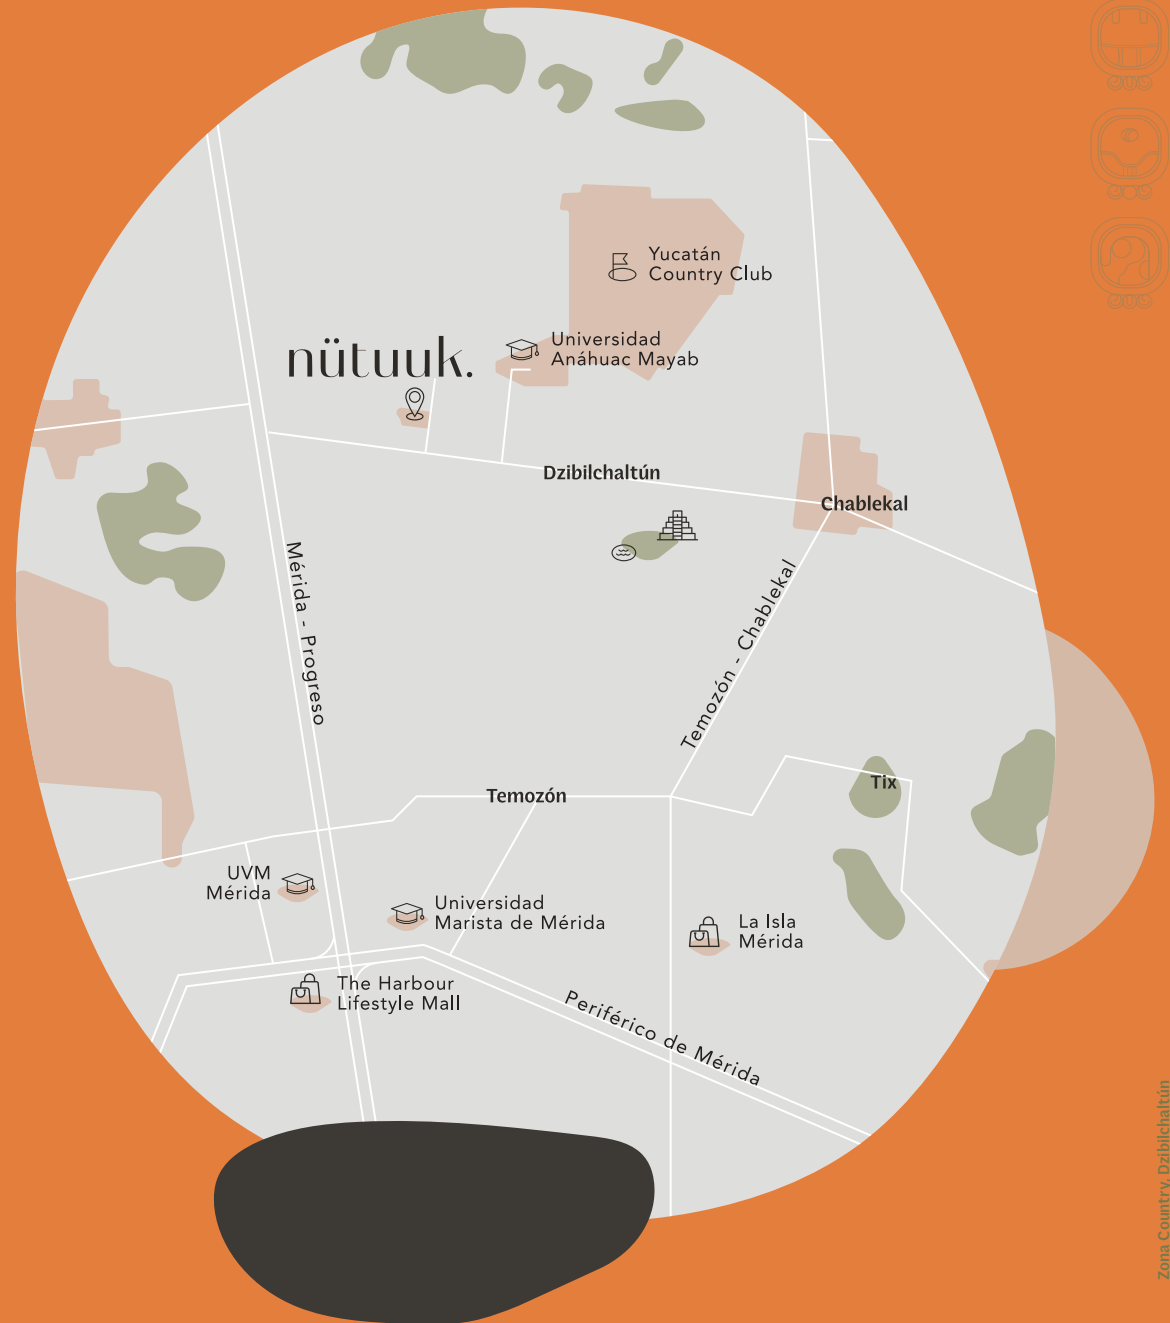 Yucatán
Country Club
Universidad
Anáhuac Mayab
nütuuk.
Dzibilchaltún
Chablekal
Mérida - Progreso
Temozón - Chablekal
Temozón
Tix
UVM
Mérida
Universidad
Marista de Mérida
La Isla
Mérida
The Harbour
Lifestyle Mall
Periférico de Mérida
Zona Country, Dzibilchaltún